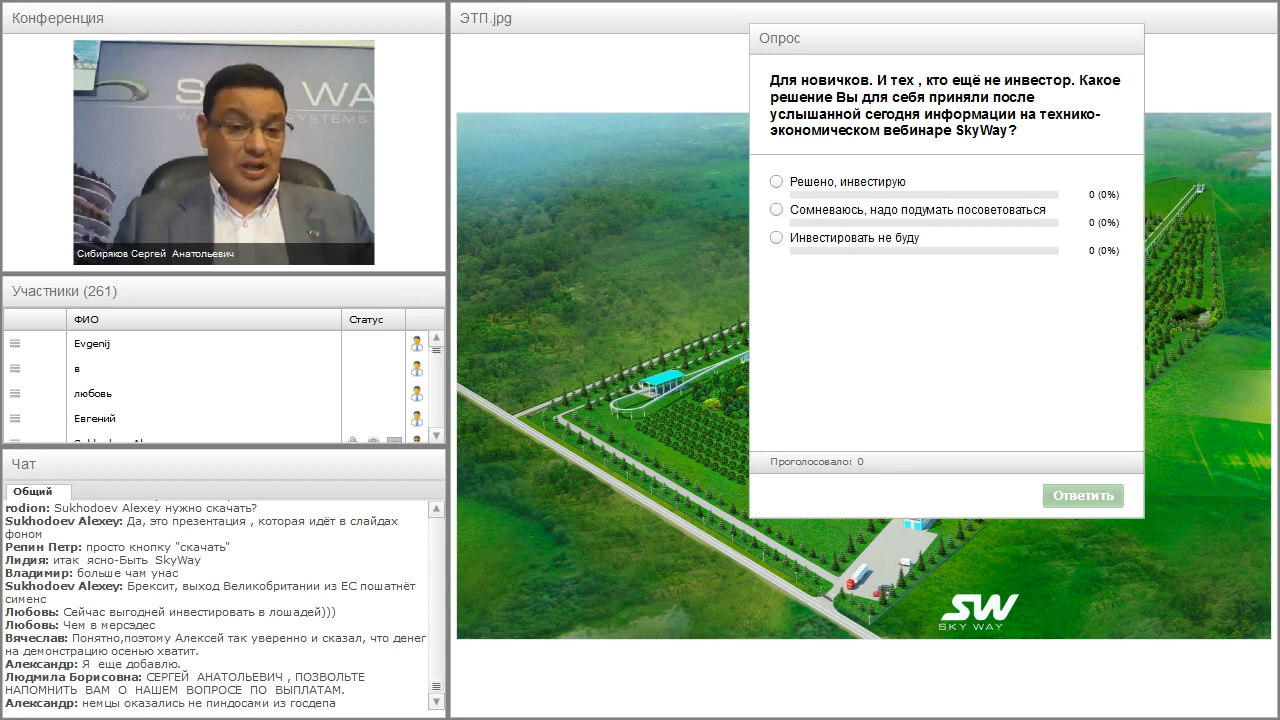 Конференция
S WA
W SYSTEMS
Сибиряков Сергей Анатольевич
Участники (261)
ФИО
Статус
Evgenij
в
любовь
Евгений
Чат
Общий
rodion: Sukhodoev Alexey нужно скачать?
Sukhodoev Alexey: Да, это презентация , которая идёт в слайдах
фоном
Репин Петр: просто кнопку "скачать"
Лидия: итак ясно-Быть SkyWay
Владимир: больше чам унас
Sukhodoev Alexey: Брексит, выход Великобритании из ЕС пошатнёт
сименс
Любовь: Сейчас выгодней инвестировать в лошадей)))
Любовь: Чем в мерсэдес
Вячеслав: Понятно,поэтому Алексей так уверенно и сказал, что денег
на демонстрацию осенью хватит.
Александр: Я еще добавлю.
Людмила Борисовна: СЕРГЕЙ АНАТОЛЬЕВИЧ , ПОЗВОЛЬТЕ
НАПОМНИТЬ ВАМ О НАШЕМ ВОПРОСЕ ПО ВЫПЛАТАМ.
Александр: немцы оказались не пиндосами из госдепа
ЭТП.jpg
Опрос
Для новичков. И тех , кто ещё не инвестор. Какое
решение Вы для себя приняли после
услышанной сегодня информации на технико-
экономическом вебинаре SkyWay?
Решено, инвестирую
0 (0%)
Сомневаюсь, надо подумать посоветоваться
0 (0%)
Инвестировать не буду
0 (0%)
Проголосовало: 0
Ответить
SW
SKY WAY